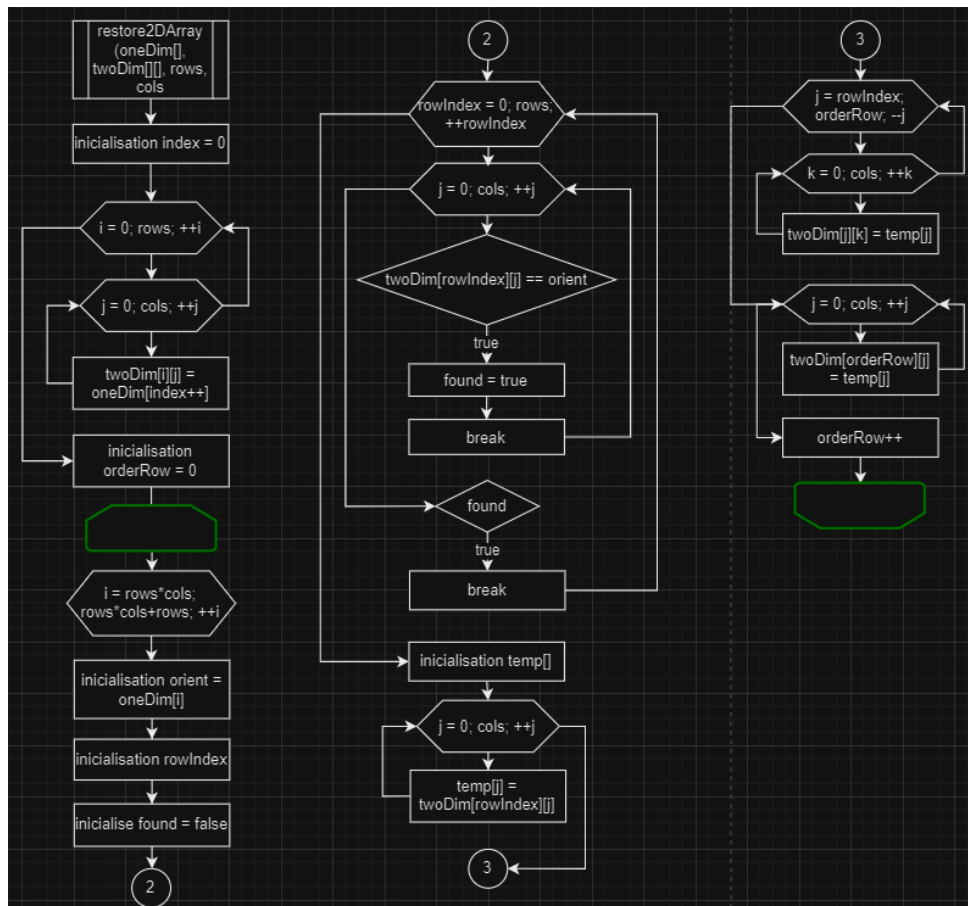 restore2DArray
(oneDim[],
twoDim[][], rows,
cols
inicialisation index = 0
i = 0; rows; ++i
j = 0; cols; ++j
twoDim[i][j] =
oneDim[index++]
inicialisation
orderRow = 0
i = rows*cols;
rows*cols+rows; ++i
inicialisation orient =
oneDim[i]
inicialisation rowIndex
inicialise found = false
2
2
rowIndex = 0; rows;
++rowIndex
j = 0; cols; ++j
twoDim[rowIndex][j] == orient
true
found = true
break
found
true
break
inicialisation temp[]
j = 0; cols; ++j
temp[j] =
twoDim[rowIndex][j]
3
3
j = rowIndex;
orderRow; --j
k = 0; cols; ++k
twoDim[j][k] = temp[j]
j = 0; cols; ++j
twoDim[orderRow][j]
= temp[j]
orderRow++